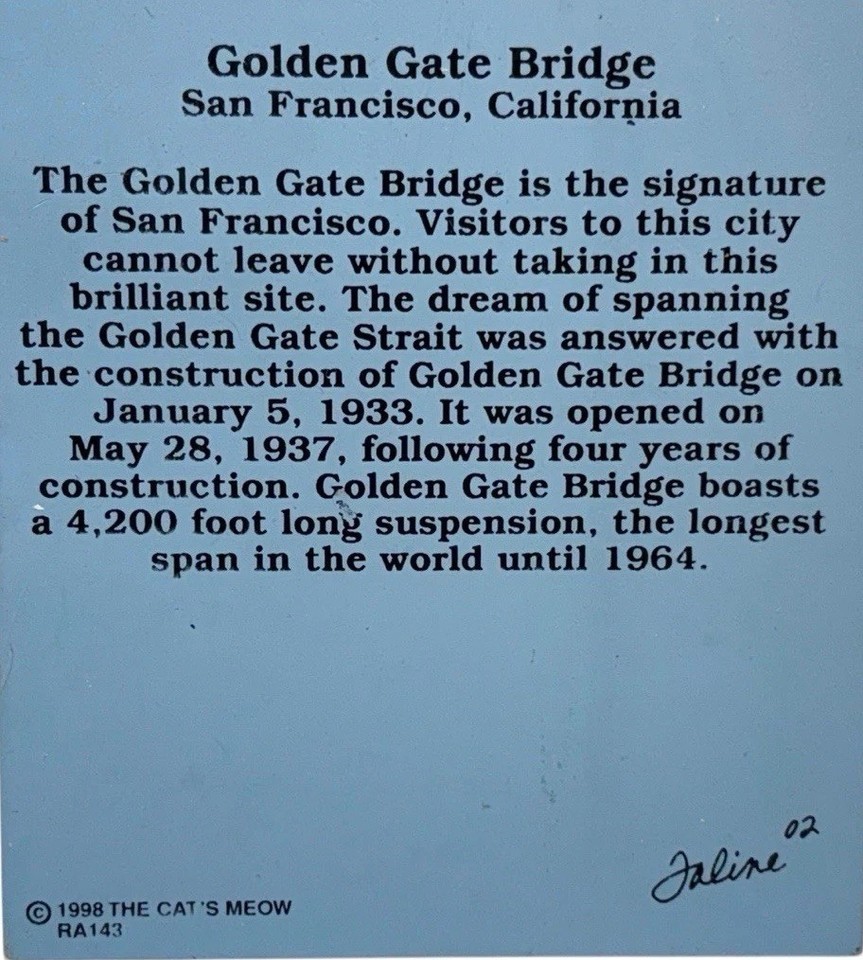 Golden Gate Bridge
San Francisco, California
The Golden Gate Bridge is the signature
of San Francisco. Visitors to this city
cannot leave without taking in this
brilliant site. The dream of spanning
the Golden Gate Strait was answered with
the construction of Golden Gate Bridge on
January 5, 1933. It was opened on
May 28, 1937, following four years of
construction. Golden Gate Bridge boasts
a 4,200 foot long suspension, the longest
span in the world until 1964.
Jaline 02
© 1998 THE CAT'S MEOW
RA143